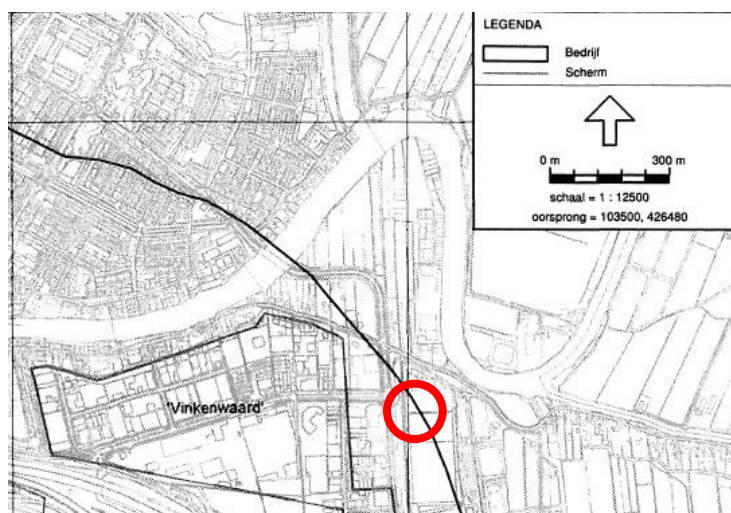 LEGENDA
Bedrijf
Scherm
0 m 300 m
schaal = 1 : 12500
oorsprong = 103500, 426480
'Vinkenwaard'